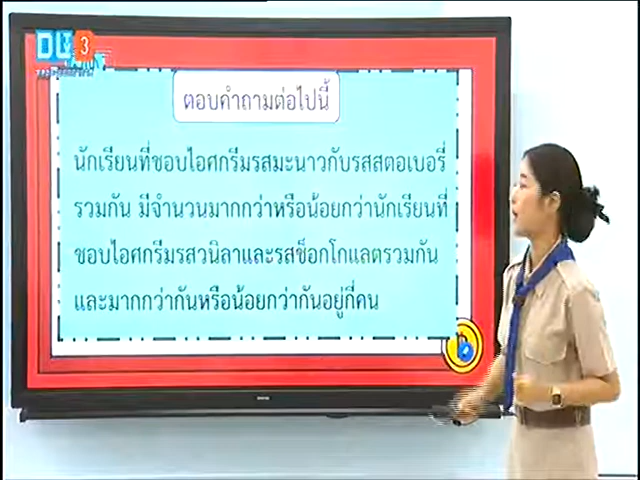 ตอบคำถามต่อไปนี้
นักเรียนที่ชอบไอศกรีมรสมะนาวกับรสสตอเบอรี่
รวมกัน มีจำนวนมากกว่าหรือน้อยกว่านักเรียนที่
ชอบไอศกรีมรสวนิลาและรสช็อกโกแลตรวมกัน
และมากกว่ากันหรือน้อยกว่ากันอยู่กี่คน